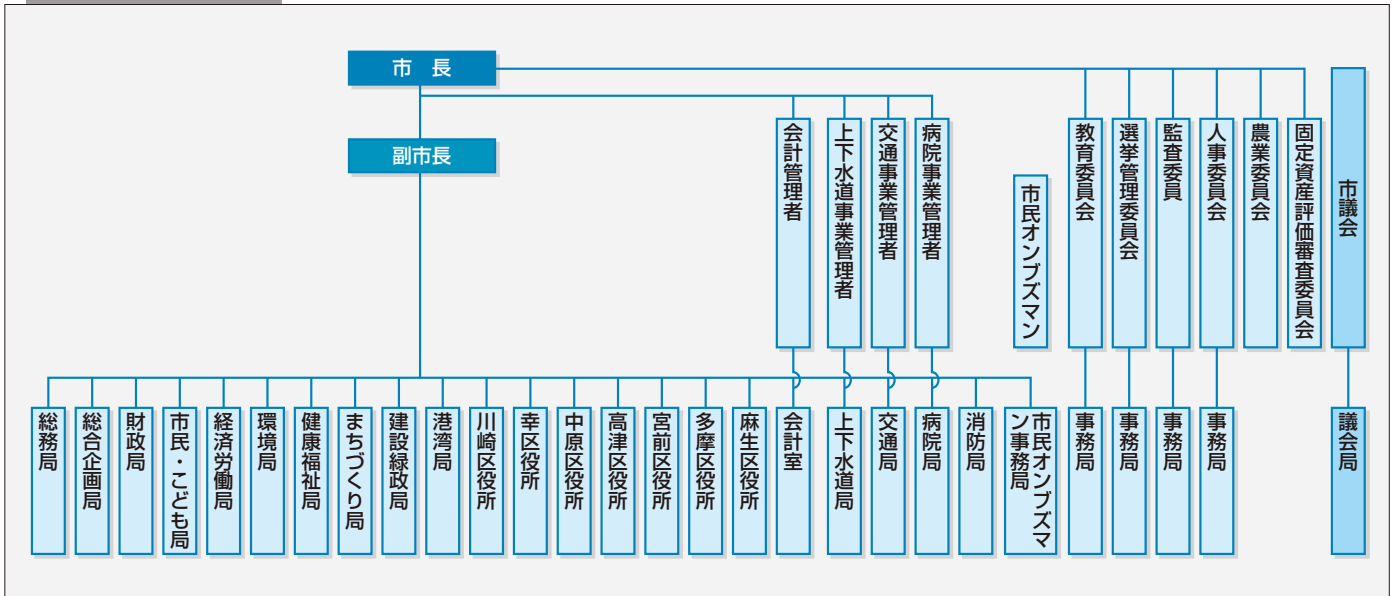 市　長
副市長
会計管理者
上下水道事業管理者
交通事業管理者
病院事業管理者
市民オンブズマン
教育委員会
選挙管理委員会
監査委員
人事委員会
農業委員会
固定資産評価審査委員会
市議会
総務局
総合企画局
財政局
市民・こども局
経済労働局
環境局
健康福祉局
まちづくり局
建設緑政局
港湾局
川崎区役所
幸区役所
中原区役所
高津区役所
宮前区役所
多摩区役所
麻生区役所
会計室
上下水道局
交通局
病院局
消防局
市民オンブズマ
ン事務局
事務局
事務局
事務局
事務局
議会局